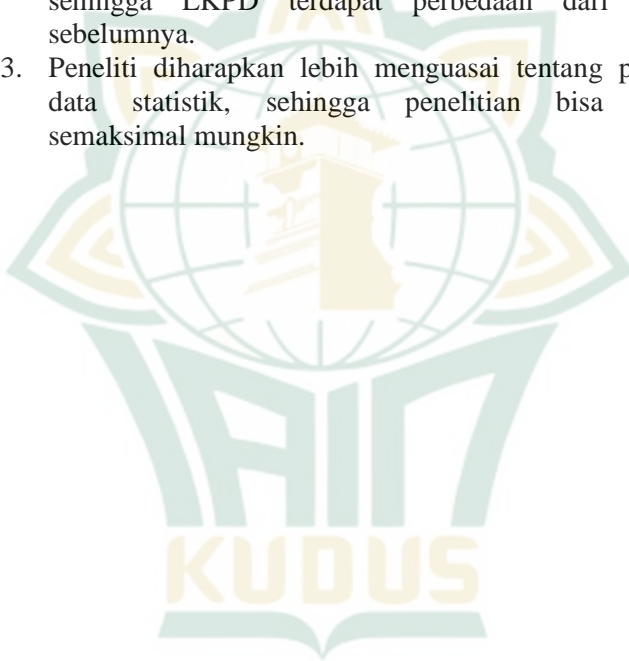 sehingga LKPD terdapat perbedaan dari
sebelumnya.
3. Peneliti diharapkan lebih menguasai tentang
data statistik, sehingga penelitian bisa
semaksimal mungkin.
IAIN
KUDUS